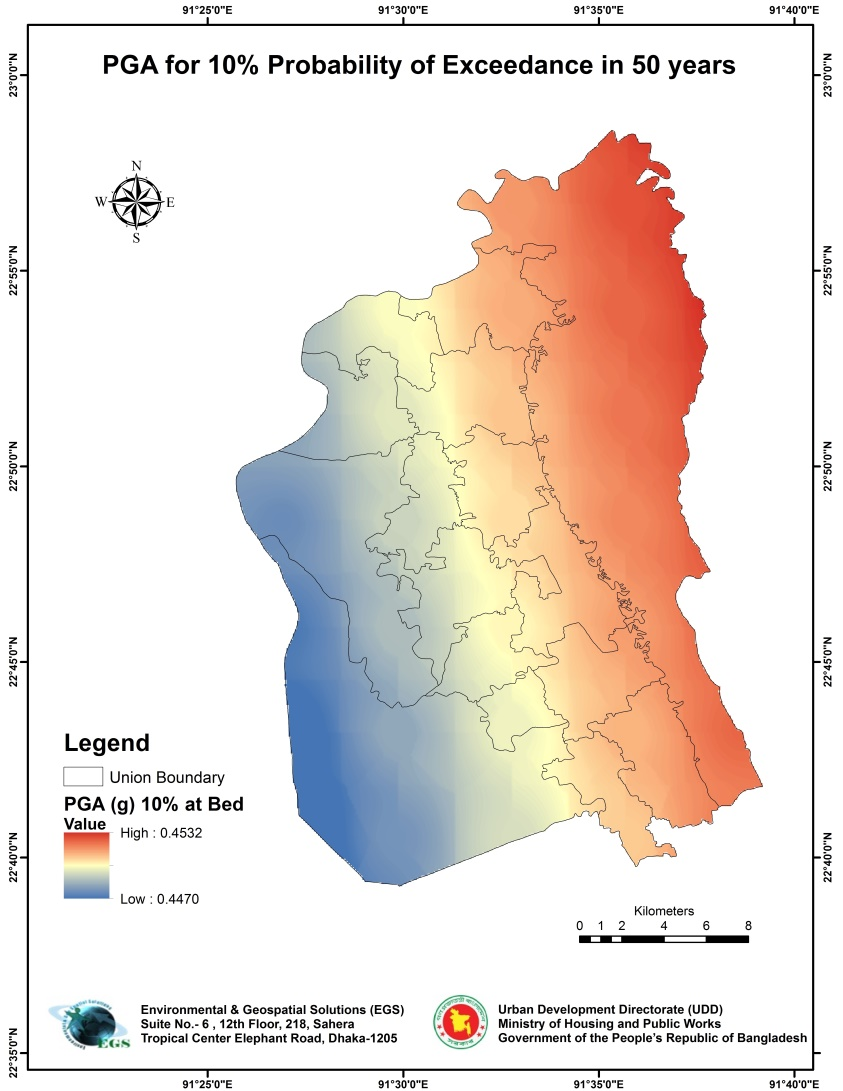 91°25'0"E 91°30'0"E 91°35'0"E 91°40'0"E
PGA for 10% Probability of Exceedance in 50 years
23°0'0"N 23°0'0"N
N
W E
S
22°55'0"N 22°55'0"N
22°50'0"N 22°50'0"N
22°45'0"N 22°45'0"N
Legend
Union Boundary
PGA (g) 10% at Bed
Value
High : 0.4532
Low : 0.4470
22°40'0"N 22°40'0"N
Kilometers
0 1 2 4 6 8
EGS
Environmental & Geospatial Solutions (EGS)
Suite No.- 6 , 12th Floor, 218, Sahera
Tropical Center Elephant Road, Dhaka-1205
Urban Development Directorate (UDD)
Ministry of Housing and Public Works
Government of the People's Republic of Bangladesh
22°35'0"N 22°35'0"N
91°25'0"E 91°30'0"E 91°35'0"E 91°40'0"E